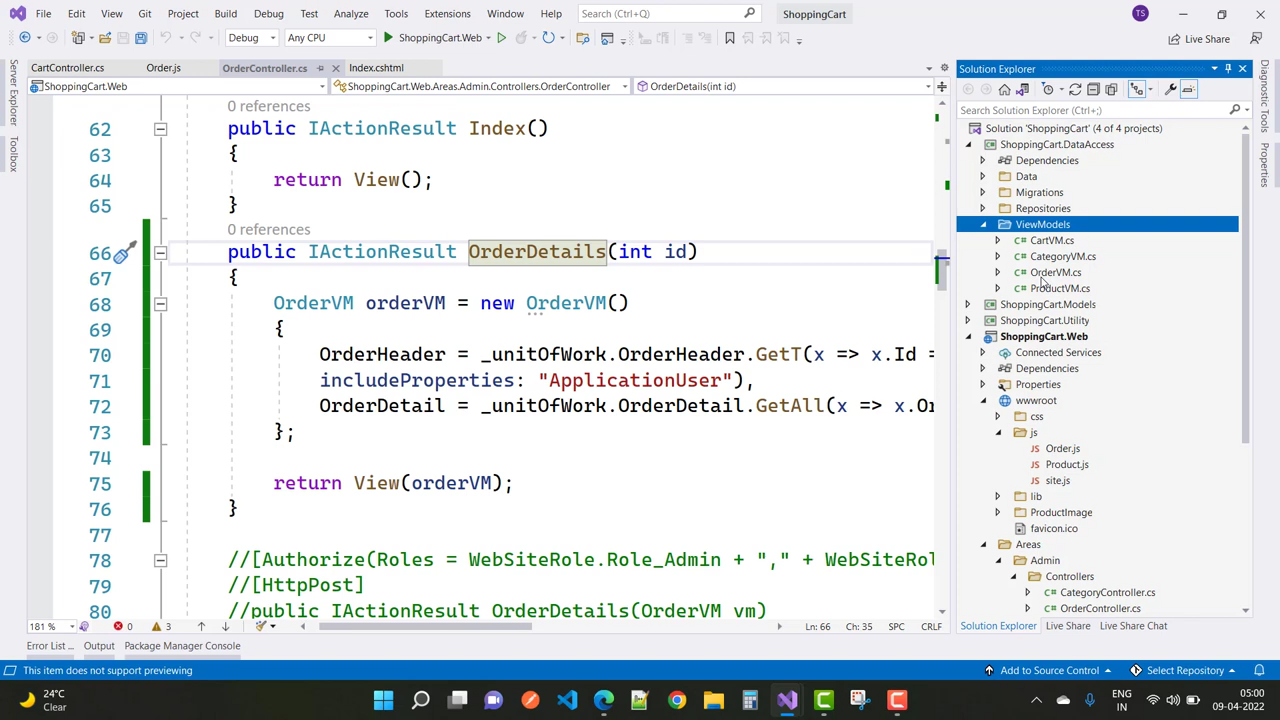 File Edit View Git Project Build Debug Test Analyze Tools Extensions Window Help Search (Ctrl+Q) ShoppingCart TS
Debug Any CPU ShoppingCart.Web Live Share
CartController.cs Order.js OrderController.cs Index.cshtml
ShoppingCart.Web ShoppingCart.Web.Areas.Admin.Controllers.OrderController OrderDetails(int id)
Server Explorer
Toolbox
0 references
62 public IActionResult Index()
63 {
64 return View();
65 }
0 references
66 public IActionResult OrderDetails(int id)
67 {
68 OrderVM orderVM = new OrderVM()
69 {
70 OrderHeader = _unitOfWork.OrderHeader.GetT(x => x.Id =
71 includeProperties: "ApplicationUser"),
72 OrderDetail = _unitOfWork.OrderDetail.GetAll(x => x.Or
73 };
74
75 return View(orderVM);
76 }
77
78 //[Authorize(Roles = WebSiteRole.Role_Admin + "," + WebSiteRol
79 //[HttpPost]
80 //public IActionResult OrderDetails(OrderVM vm)
181 % 0 3 Ln: 66 Ch: 35 SPC CRLF
Error List ... Output Package Manager Console
Solution Explorer
Search Solution Explorer (Ctrl+;)
Solution 'ShoppingCart' (4 of 4 projects)
ShoppingCart.DataAccess
Dependencies
Data
Migrations
Repositories
ViewModels
CartVM.cs
CategoryVM.cs
OrderVM.cs
ProductVM.cs
ShoppingCart.Models
ShoppingCart.Utility
ShoppingCart.Web
Connected Services
Dependencies
Properties
wwwroot
css
js
Order.js
Product.js
site.js
lib
ProductImage
favicon.ico
Areas
Admin
Controllers
CategoryController.cs
OrderController.cs
Solution Explorer Live Share Live Share Chat
Diagnostic Tools
Properties
This item does not support previewing Add to Source Control Select Repository
24°C
Clear
ENG
IN
05:00
09-04-2022